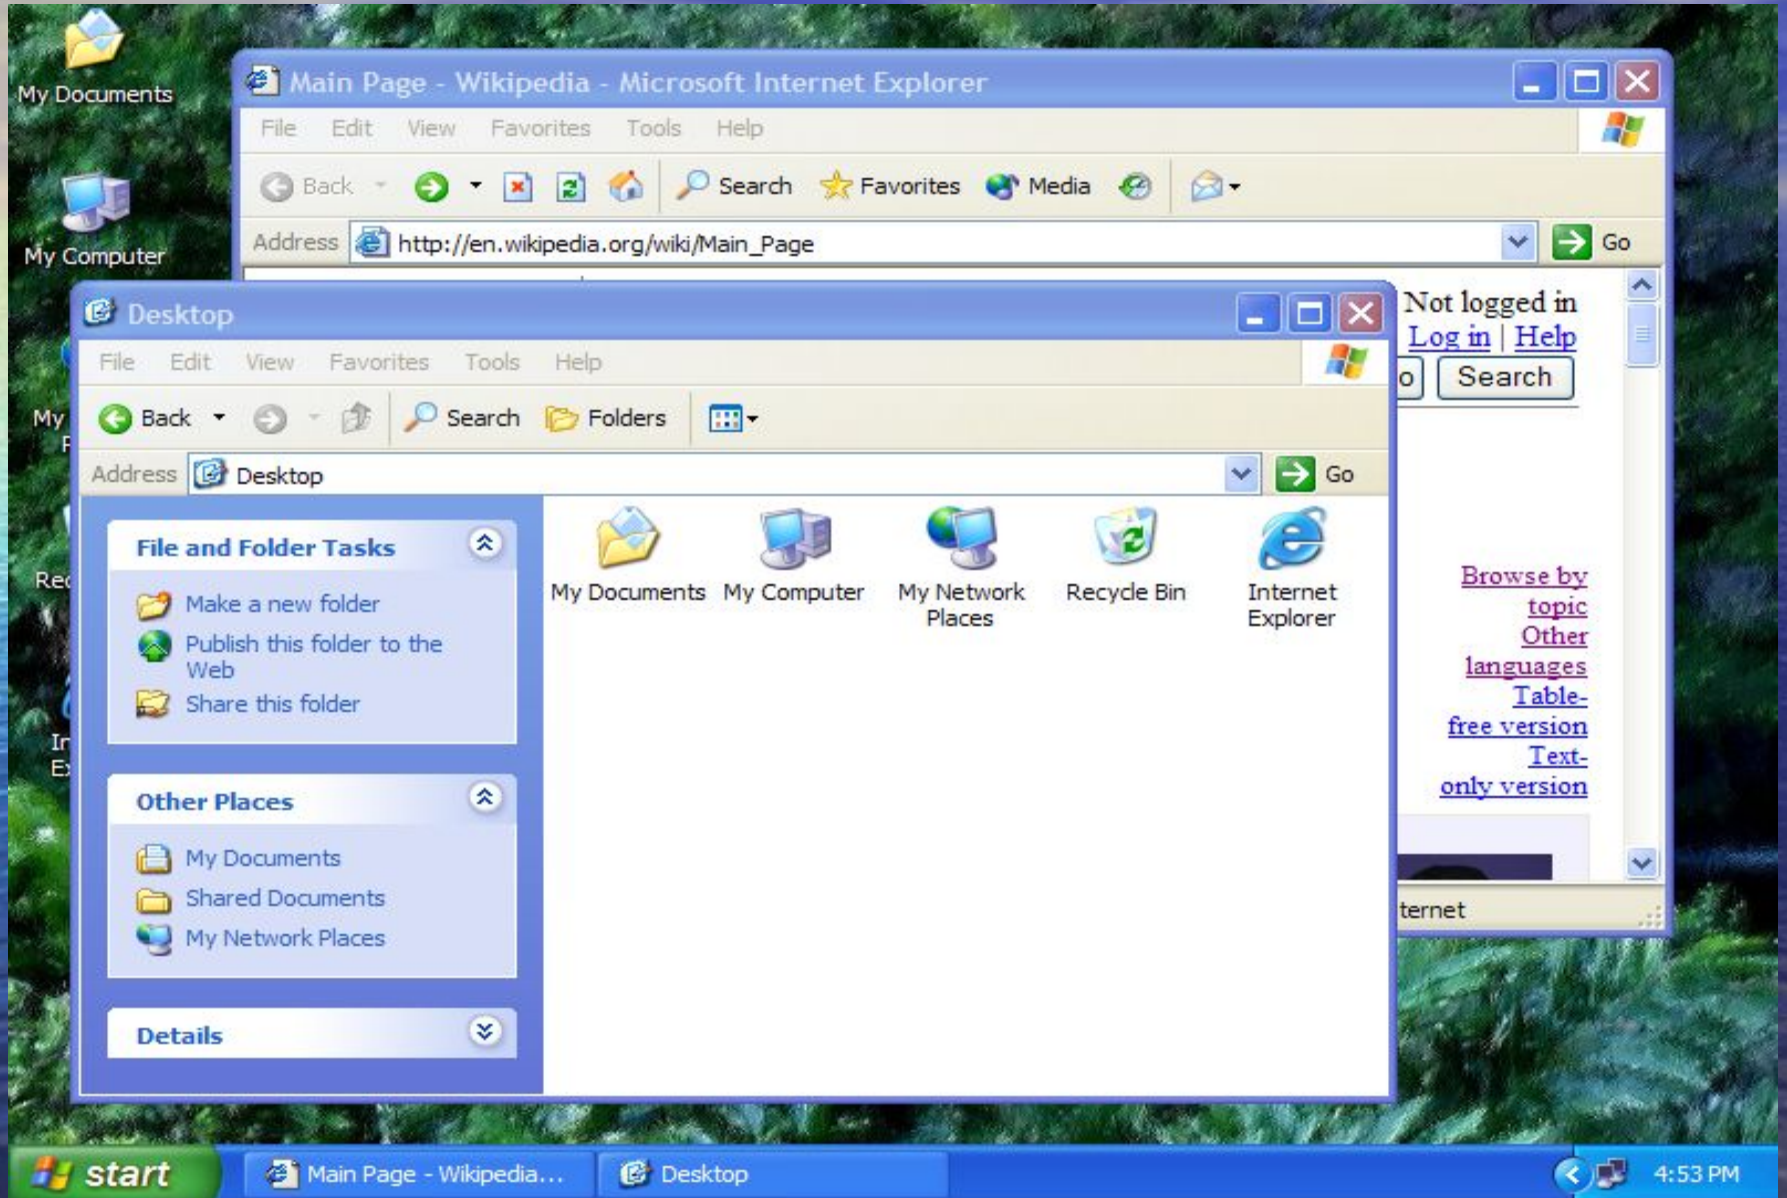 My Documents
My Computer
My
Main Page - Wikipedia - Microsoft Internet Explorer
File Edit View Favorites Tools Help
Back Search Favorites Media
Address http://en.wikipedia.org/wiki/Main_Page Go
Not logged in
Log in | Help
Search
Browse by
topic
Other
languages
Table-
free version
Text-
only version
Desktop
File Edit View Favorites Tools Help
Back Search Folders
Address Desktop Go
File and Folder Tasks
Make a new folder
Publish this folder to the
Web
Share this folder
Other Places
My Documents
Shared Documents
My Network Places
Details
My Documents My Computer My Network Recycle Bin Internet
Places Explorer
start Main Page - Wikipedia... Desktop 4:53 PM